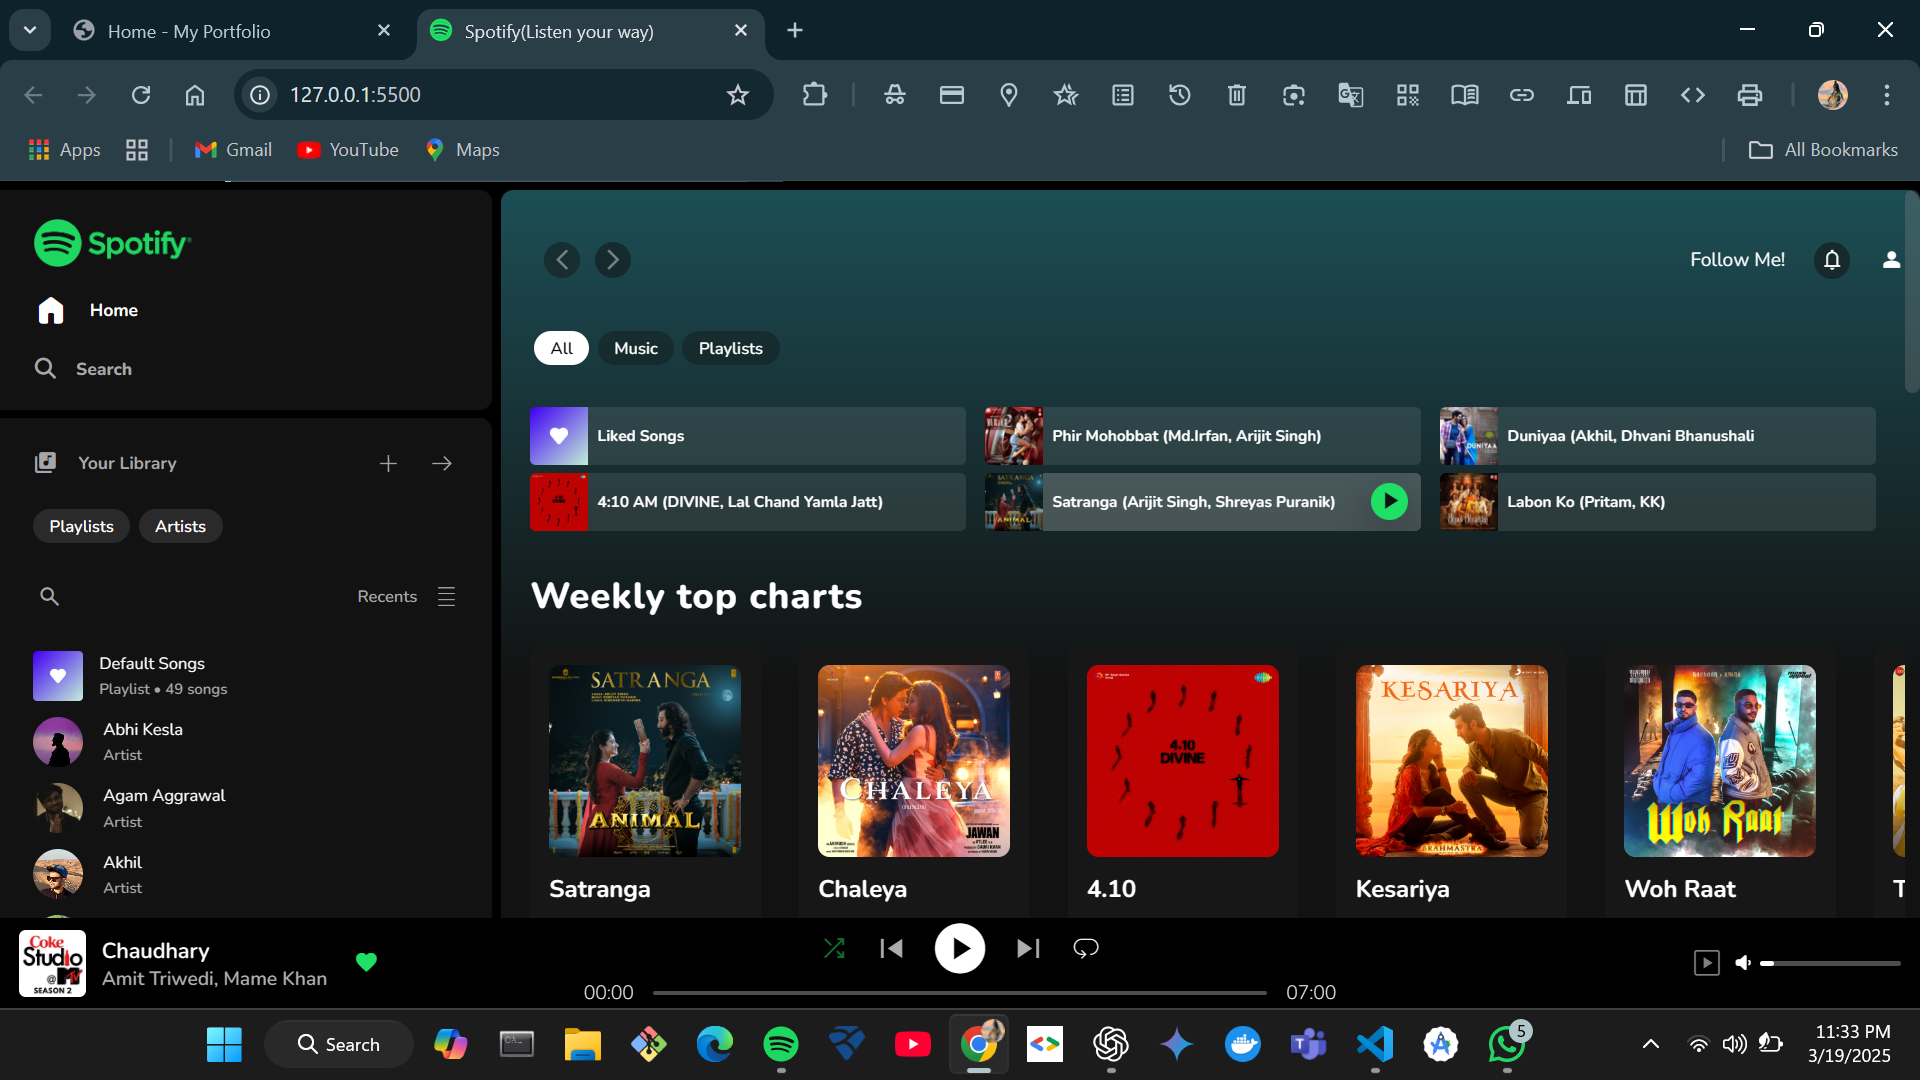 Home - My Portfolio
Spotify(Listen your way)
127.0.0.1:5500
Apps
Gmail
YouTube
Maps
All Bookmarks
Spotify
Home
Search
Your Library
Playlists
Artists
Recents
Default Songs
Playlist • 49 songs
Abhi Kesla
Artist
Agam Aggrawal
Artist
Akhil
Artist
Follow Me!
All
Music
Playlists
Liked Songs
Phir Mohobbat (Md.Irfan, Arijit Singh)
Duniyaa (Akhil, Dhvani Bhanushali
4:10 AM (DIVINE, Lal Chand Yamla Jatt)
Satranga (Arijit Singh, Shreyas Puranik)
Labon Ko (Pritam, KK)
Weekly top charts
SATRANGA
ANIMAL
CHALEYA
JAWAN
4.10
DIVINE
KESARIYA
BRAHMASTRA
Woh Raat
Satranga
Chaleya
4.10
Kesariya
Woh Raat
T
Coke
Studio
@
SEASON 2
Chaudhary
Amit Triwedi, Mame Khan
00:00
07:00
Search
5
11:33 PM
3/19/2025